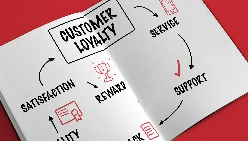 CUSTOMER
LOYALTY
SERVICE
SATISFACTION
REWARD
SUPPORT